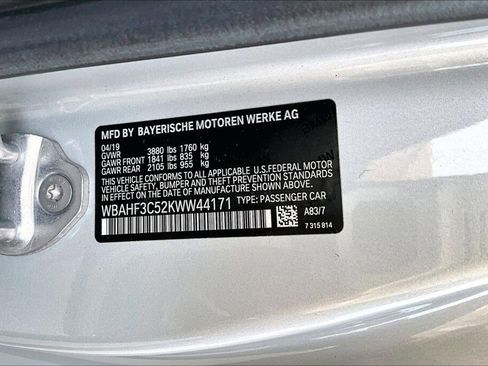 MFD BY BAYERISCHE MOTOREN WERKE AG
04/19
GVWR 3880 lbs 1760 kg
GAWR FRONT 1841 lbs 835 kg
GAWR REAR 2105 lbs 955 kg
THIS VEHICLE CONFORMS TO ALL APPLICABLE U.S. FEDERAL MOTOR
VEHICLE SAFETY, BUMPER, AND THEFT PREVENTION STANDARDS
IN EFFECT ON THE DATE OF MANUFACTURE SHOWN ABOVE.
WBAHF3C52KWW44171 TYPE: PASSENGER CAR
A83/7
7 315 814